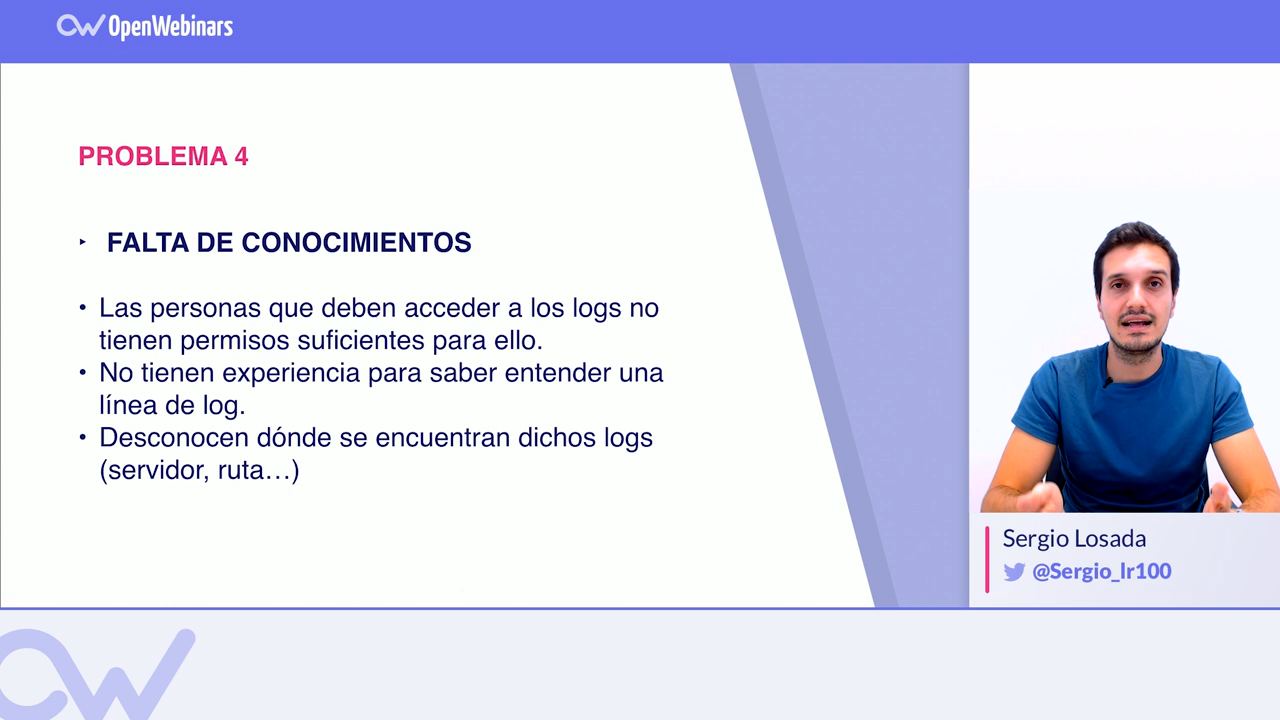 OpenWebinars
PROBLEMA 4
‣ FALTA DE CONOCIMIENTOS
• Las personas que deben acceder a los logs no
tienen permisos suficientes para ello.
• No tienen experiencia para saber entender una
línea de log.
• Desconocen dónde se encuentran dichos logs
(servidor, ruta…)
Sergio Losada
@Sergio_lr100